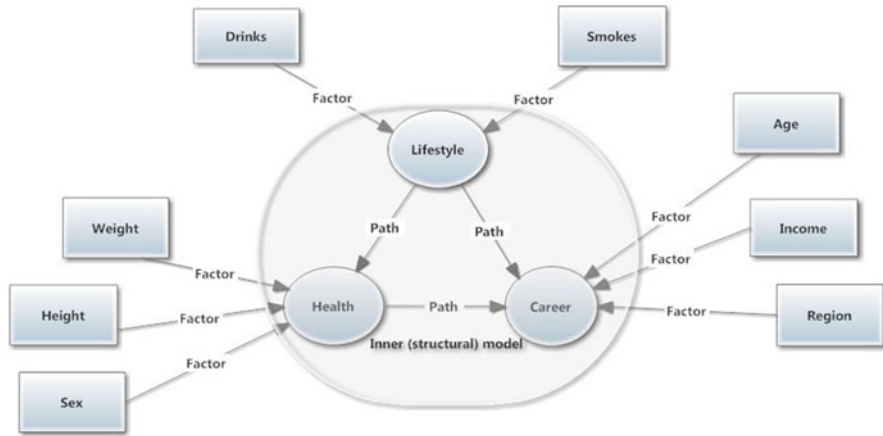 Drinks
Smokes
Factor
Factor
Age
Lifestyle
Weight
Path
Path
Factor
Income
Factor
Factor
Height
Factor
Health
Path
Career
Factor
Region
Inner (structural) model
Factor
Sex